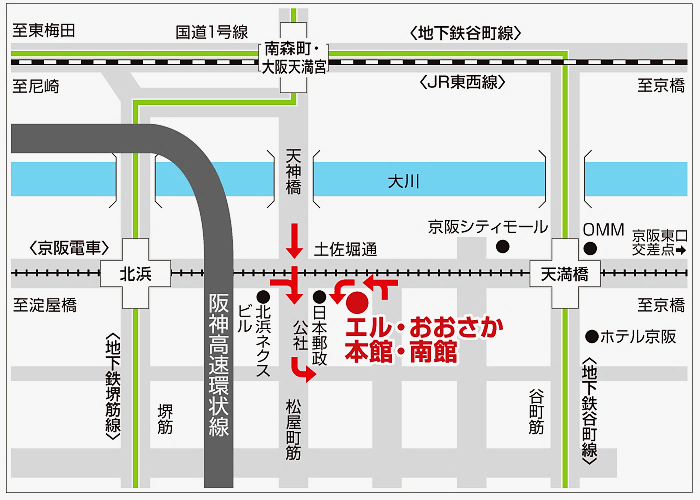 至東梅田
国道1号線
南森町・
大阪天満宮
〈地下鉄谷町線〉
〈JR東西線〉
至尼崎
至京橋
天神橋
大川
〈京阪電車〉
北浜
土佐堀通
京阪シティモール
OMM
京阪東口
交差点➡
天満橋
至淀屋橋
至京橋
阪神高速環状線
北浜ネクス
ビル
日本郵政
公社
エル・おおさか
本館・南館
ホテル京阪
〈地下鉄堺筋線〉
堺筋
松屋町筋
谷町筋
〈地下鉄谷町線〉